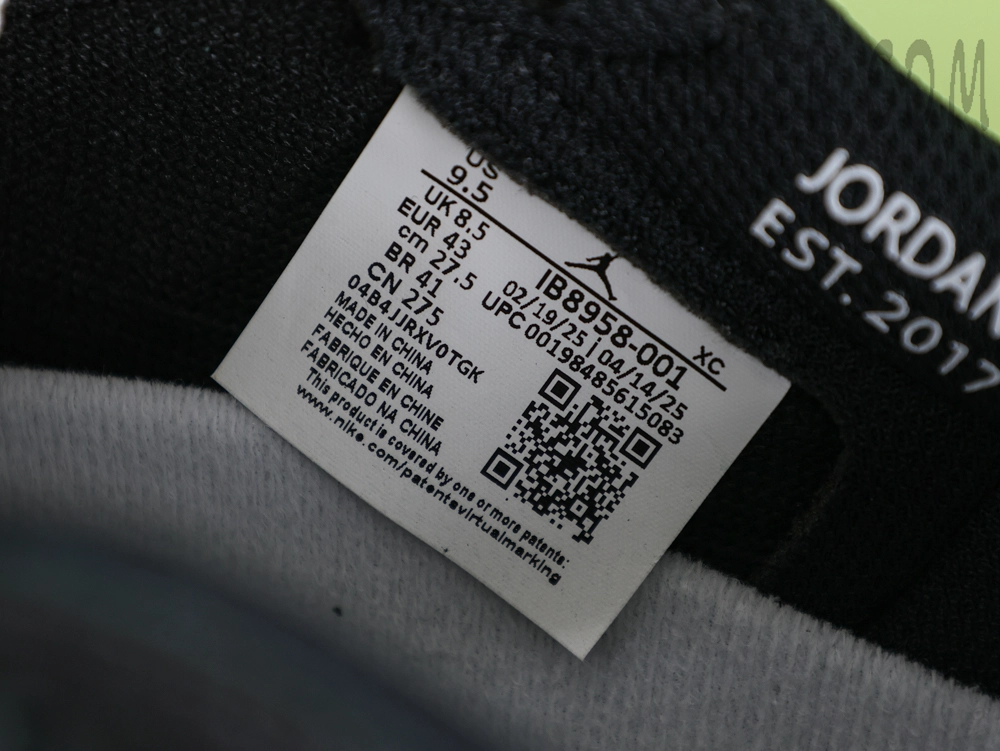 US
9.5
UK 8.5
EUR 43
cm 27.5
BR 41
CN 275
04B4JJRXV0TGK
MADE IN CHINA
HECHO EN CHINA
FABRIQUE EN CHINE
FABRICADO NA CHINA
This product is covered by one or more patents:
www.nike.com/patentsvirtualmarking
XC
IB8958-001
02/19/25 | 04/14/25
UPC 00198485615083
JORDAN
EST. 2017
COM